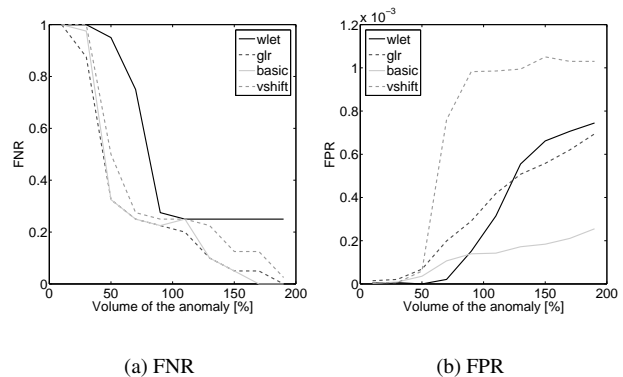 1
0.8
0.6
0.4
0.2
0
FNR
0 50 100 150 200
Volume of the anomaly [%]
wlet
glr
basic
vshift
(a) FNR
x 10⁻³
1.2
1
0.8
0.6
0.4
0.2
0
FPR
0 50 100 150 200
Volume of the anomaly [%]
wlet
glr
basic
vshift
(b) FPR